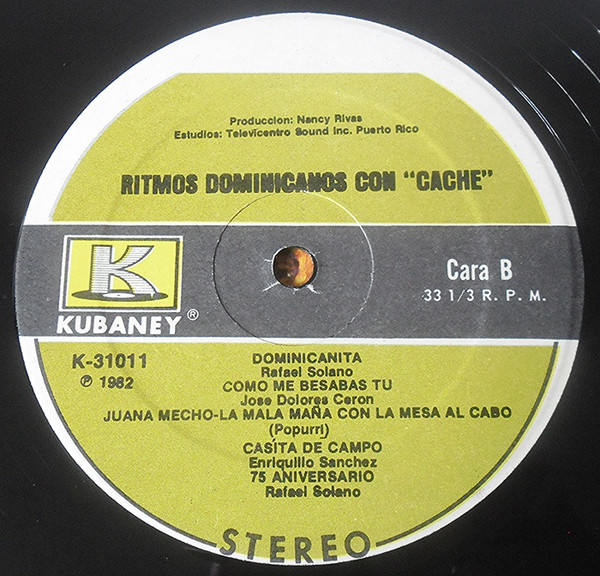 Produccion: Nancy Rivas
Estudios: Televicentro Sound Inc. Puerto Rico
RITMOS DOMINICANOS CON "CACHE"
K
KUBANEY®
Cara B
33 1/3 R. P. M.
K-31011
℗ 1982
DOMINICANITA
Rafael Solano
COMO ME BESABAS TU
Jose Dolores Ceron
JUANA MECHO-LA MALA MAÑA CON LA MESA AL CABO
(Popurri)
CASITA DE CAMPO
Enriquillo Sanchez
75 ANIVERSARIO
Rafael Solano
STEREO